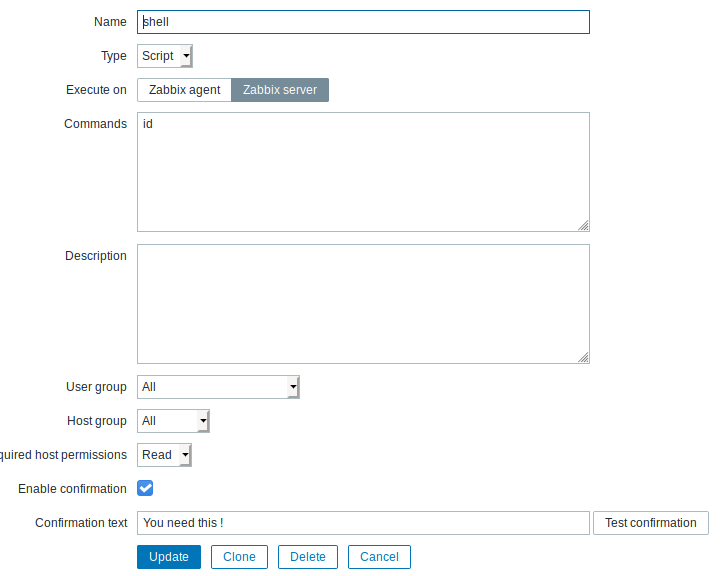 Name shell
Type Script
Execute on Zabbix agent Zabbix server
Commands id
Description
User group All
Host group All
quired host permissions Read
Enable confirmation
Confirmation text You need this ! Test confirmation
Update Clone Delete Cancel